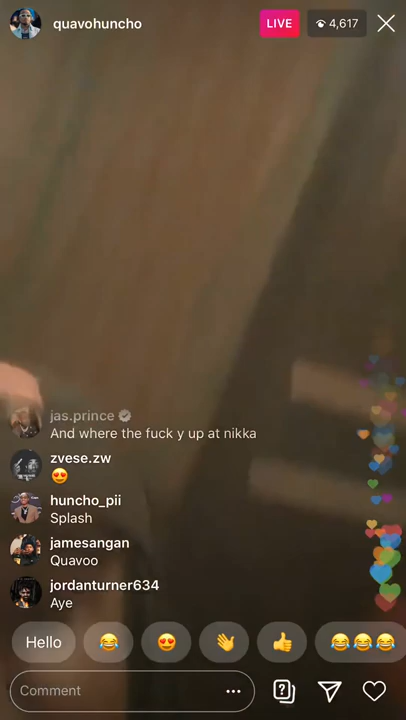 quavohuncho
LIVE
4,617
jas.prince
And where the fuck y up at nikka
zvese.zw
😍
huncho_pii
Splash
jamesangan
Quavoo
jordanturner634
Aye
Hello 😂 😍 👋 👍 😂😂😂
Comment